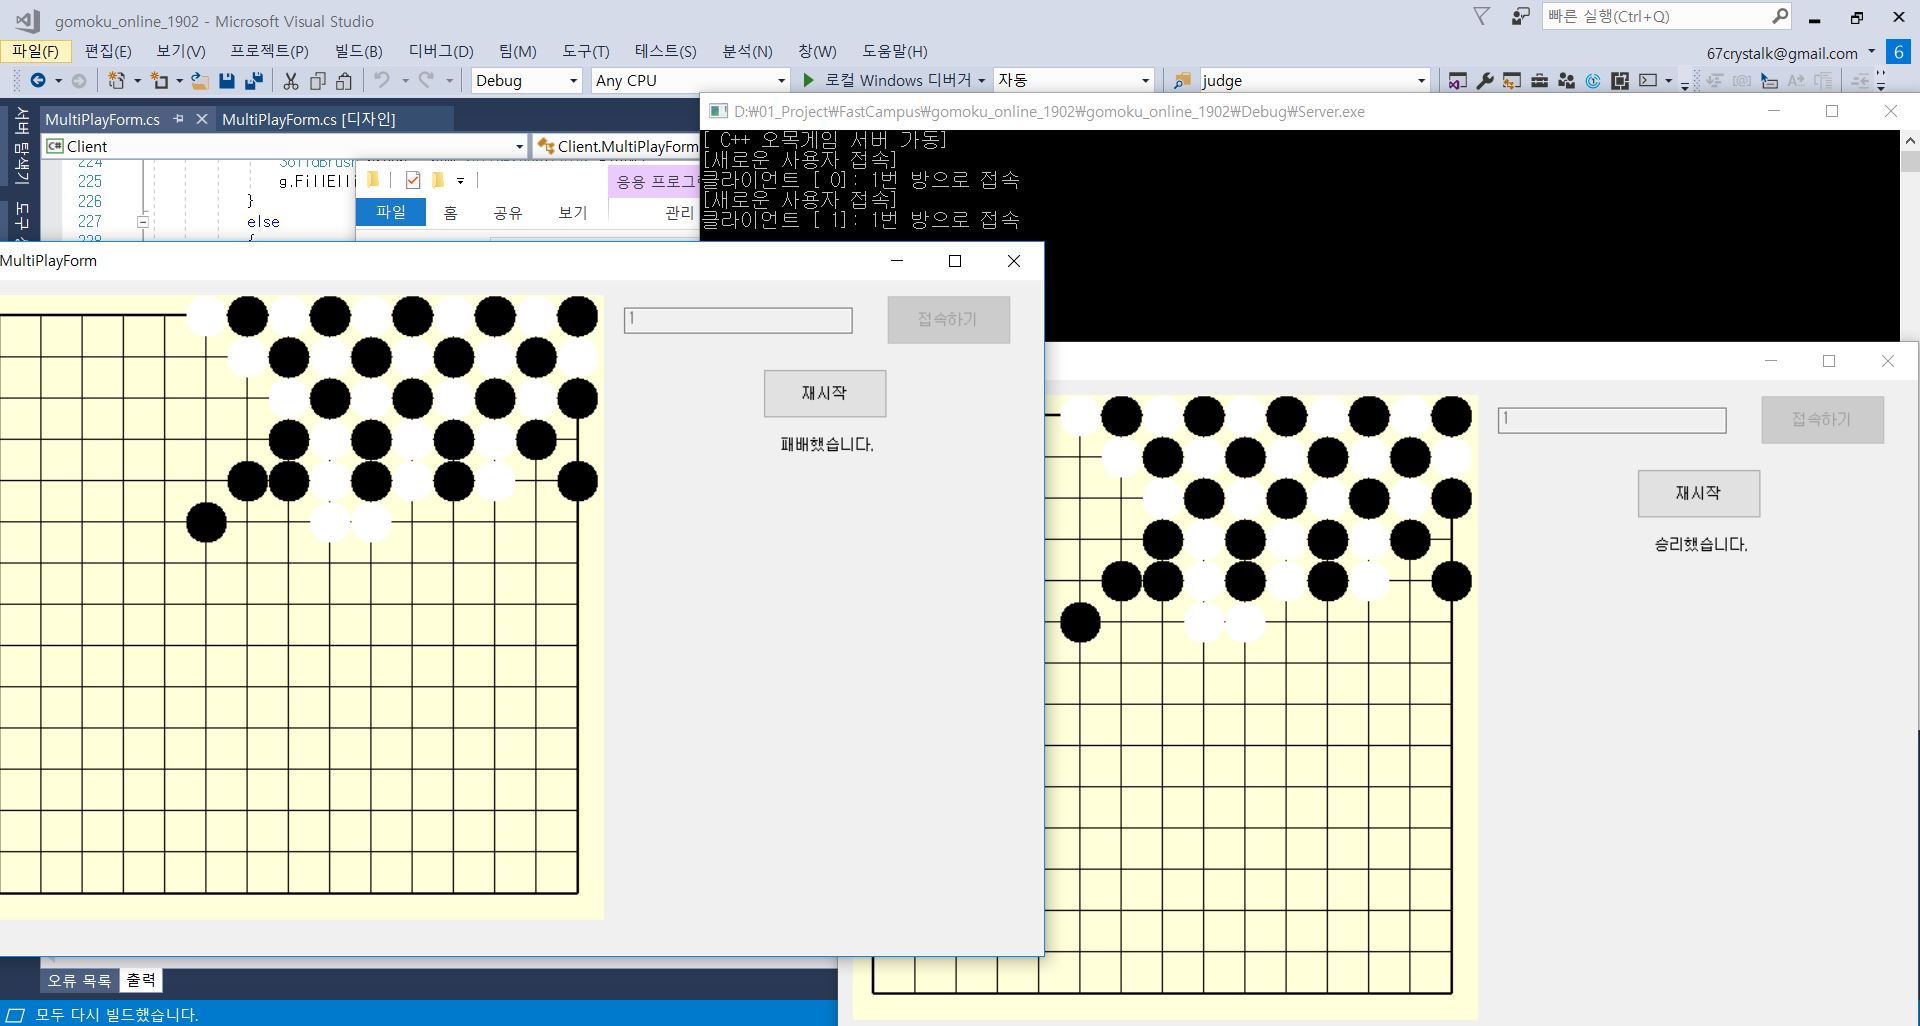 gomoku_online_1902 - Microsoft Visual Studio
빠른 실행(Ctrl+Q)
파일(F) 편집(E) 보기(V) 프로젝트(P) 빌드(B) 디버그(D) 팀(M) 도구(T) 테스트(S) 분석(N) 창(W) 도움말(H)
67crystalk@gmail.com 6
Debug Any CPU 로컬 Windows 디버거 자동 judge
서버 탐색기
MultiPlayForm.cs MultiPlayForm.cs [디자인]
C# Client Client.MultiPlayForm
D:\01_Project\FastCampus\gomoku_online_1902\gomoku_online_1902\Debug\Server.exe
[ C++ 오목게임 서버 가동]
[새로운 사용자 접속]
클라이언트 [ 0]: 1번 방으로 접속
[새로운 사용자 접속]
클라이언트 [ 1]: 1번 방으로 접속
224 SolidBrush
225 g.FillElli
226 }
227 else
228 {
응용 프로그
파일 홈 공유 보기 관리
MultiPlayForm
1 접속하기
재시작
패배했습니다.
1 접속하기
재시작
승리했습니다.
오류 목록 출력
모두 다시 빌드했습니다.